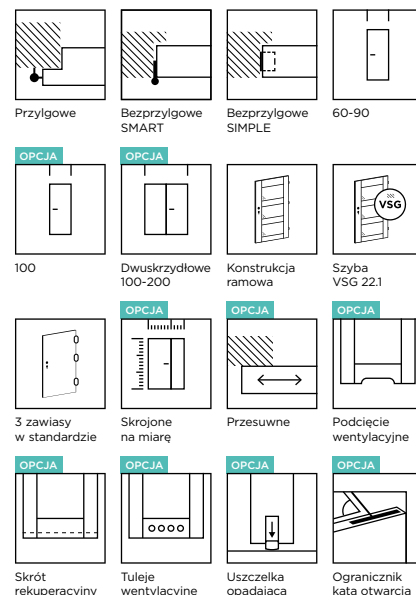 Przylgowe
Bezprzylgowe
SMART
Bezprzylgowe
SIMPLE
60-90
OPCJA
100
OPCJA
Dwuskrzydłowe
100-200
Konstrukcja
ramowa
VSG
Szyba
VSG 22.1
3 zawiasy
w standardzie
OPCJA
Skrojone
na miarę
OPCJA
Przesuwne
OPCJA
Podcięcie
wentylacyjne
OPCJA
Skrót
rekuperacyjny
OPCJA
Tuleje
wentylacyjne
OPCJA
Uszczelka
opadająca
OPCJA
Ogranicznik
kąta otwarcia